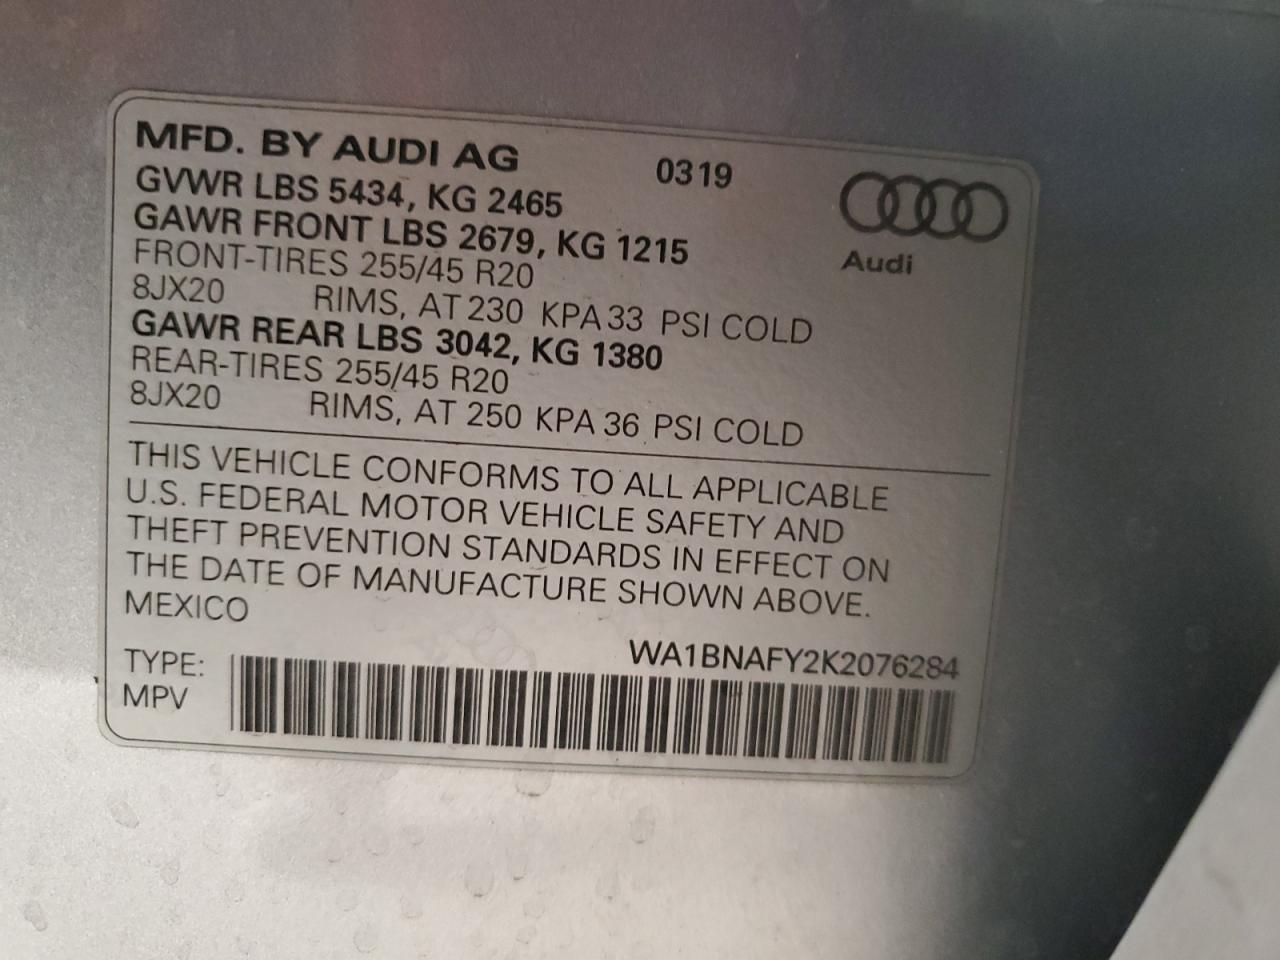 MFD. BY AUDI AG 0319
GVWR LBS 5434, KG 2465
GAWR FRONT LBS 2679, KG 1215
Audi
FRONT-TIRES 255/45 R20
8JX20 RIMS, AT 230 KPA 33 PSI COLD
GAWR REAR LBS 3042, KG 1380
REAR-TIRES 255/45 R20
8JX20 RIMS, AT 250 KPA 36 PSI COLD
THIS VEHICLE CONFORMS TO ALL APPLICABLE
U.S. FEDERAL MOTOR VEHICLE SAFETY AND
THEFT PREVENTION STANDARDS IN EFFECT ON
THE DATE OF MANUFACTURE SHOWN ABOVE.
MEXICO
WA1BNAFY2K2076284
TYPE:
MPV